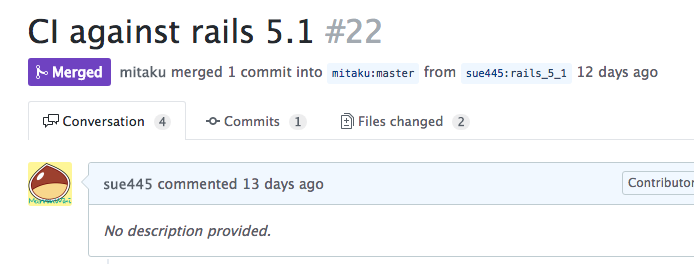 CI against rails 5.1 #22
Merged mitaku merged 1 commit into mitaku:master from sue445:rails_5_1 12 days ago
Conversation 4 Commits 1 Files changed 2
sue445 commented 13 days ago Contributor
No description provided.